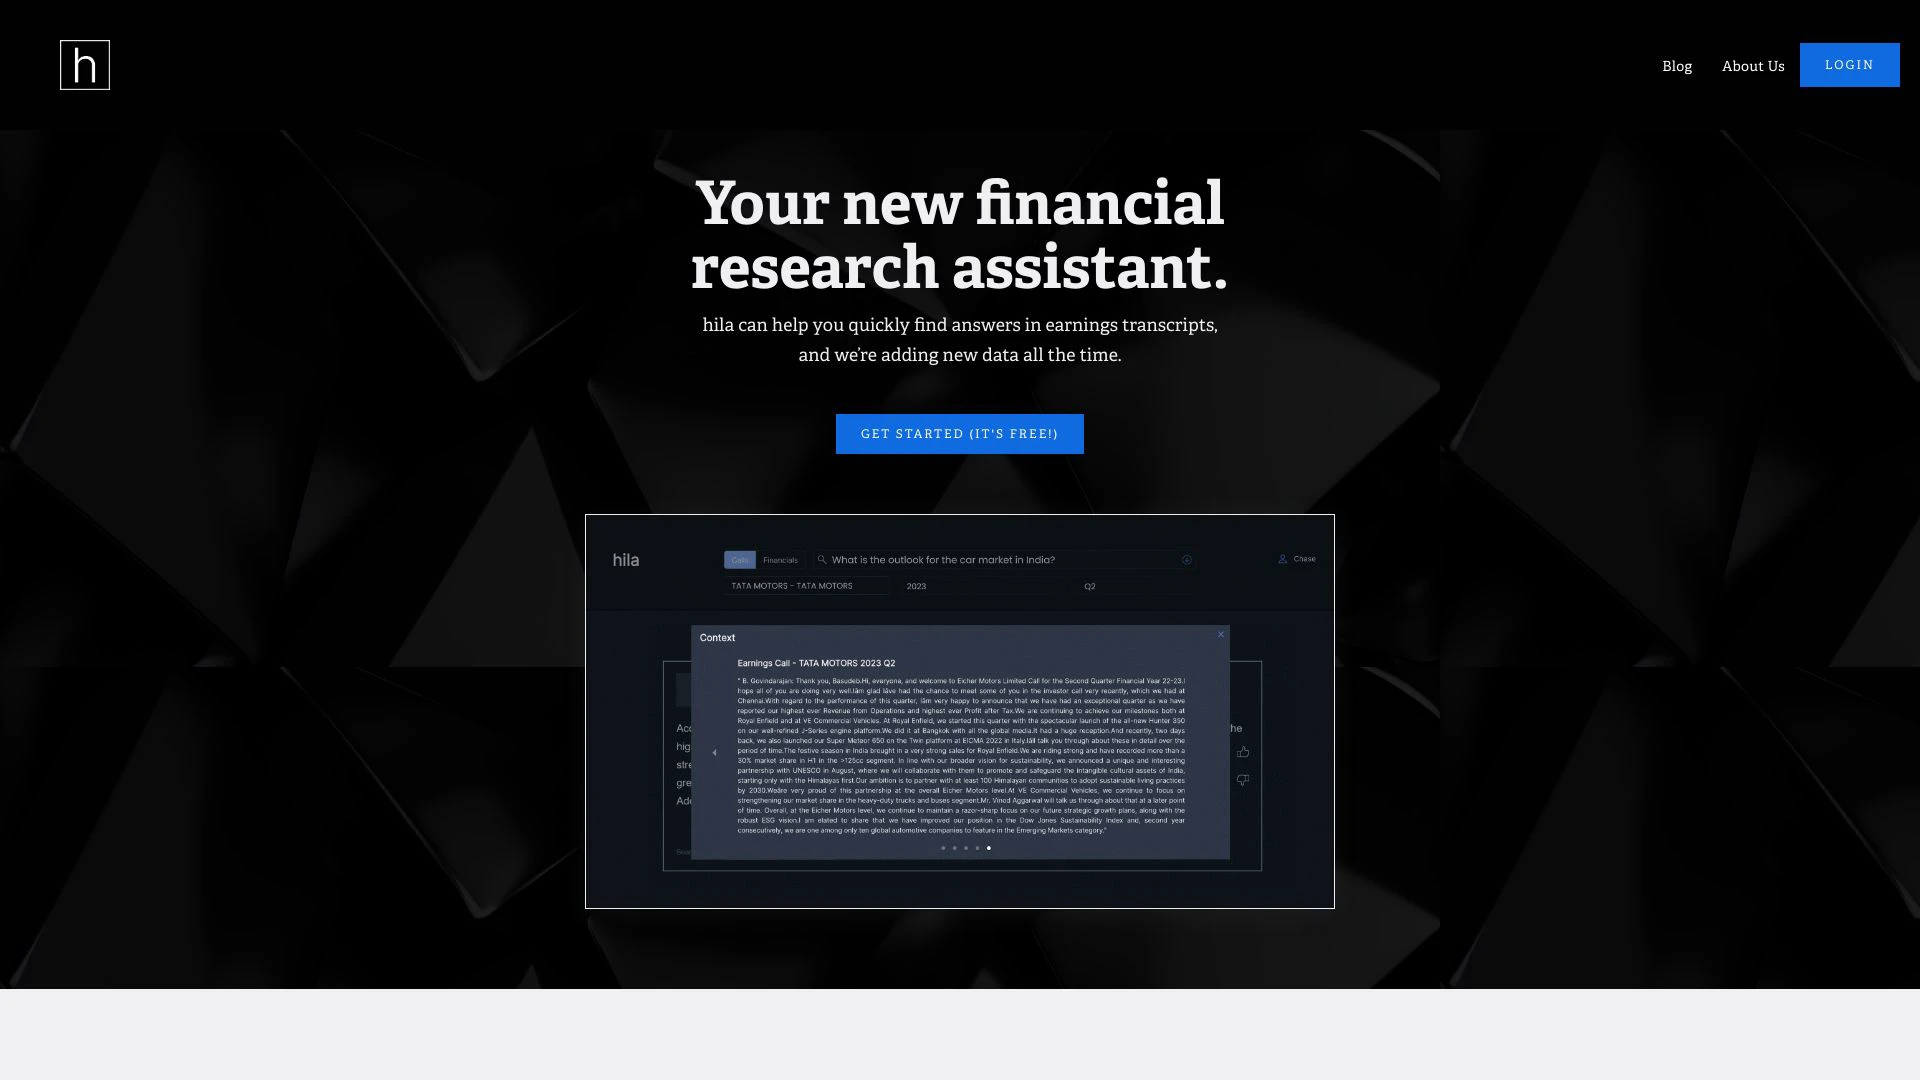 h
Blog
About Us
LOGIN
Your new financial
research assistant.
hila can help you quickly find answers in earnings transcripts,
and we’re adding new data all the time.
GET STARTED (IT'S FREE!)
hila
Calls
Financials
What is the outlook for the car market in India?
Chase
TATA MOTORS - TATA MOTORS
2023
Q2
Context
Earnings Call - TATA MOTORS 2023 Q2
" B. Govindarajan: Thank you, Basudeb.Hi, everyone, and welcome to Eicher Motors Limited Call for the Second Quarter Financial Year 22-23.I
hope all of you are doing very well.Iâm glad Iâve had the chance to meet some of you in the investor call very recently, which we had at
Chennai.With regard to the performance of this quarter, Iâm very happy to announce that we have had an exceptional quarter as we have
reported our highest ever Revenue from Operations and highest ever Profit after Tax.We are continuing to achieve our milestones both at
Royal Enfield and at VE Commercial Vehicles. At Royal Enfield, we started this quarter with the spectacular launch of the all-new Hunter 350
on our well-refined J-Series engine platform.We did it at Bangkok with all the global media.It had a huge reception.And recently, two days
back, we also launched our Super Meteor 650 on the Twin platform at EICMA 2022 in Italy.Iâll talk you through about these in detail over the
period of time.The festive season in India brought in a very strong sales for Royal Enfield.We are riding strong and have recorded more than a
30% market share in H1 in the >125cc segment. In line with our broader vision for sustainability, we announced a unique and interesting
partnership with UNESCO in August, where we will collaborate with them to promote and safeguard the intangible cultural assets of India,
starting only with the Himalayas first.Our ambition is to partner with at least 100 Himalayan communities to adopt sustainable living practices
by 2030.Weâre very proud of this partnership at the overall Eicher Motors level.At VE Commercial Vehicles, we continue to focus on
strengthening our market share in the heavy-duty trucks and buses segment.Mr. Vinod Aggarwal will talk us through about that at a later point
of time. Overall, at the Eicher Motors level, we continue to maintain a razor-sharp focus on our future strategic growth plans, along with the
robust ESG vision.I am elated to share that we have improved our position in the Dow Jones Sustainability Index and, second year
consecutively, we are one among only ten global automotive companies to feature in the Emerging Markets category."